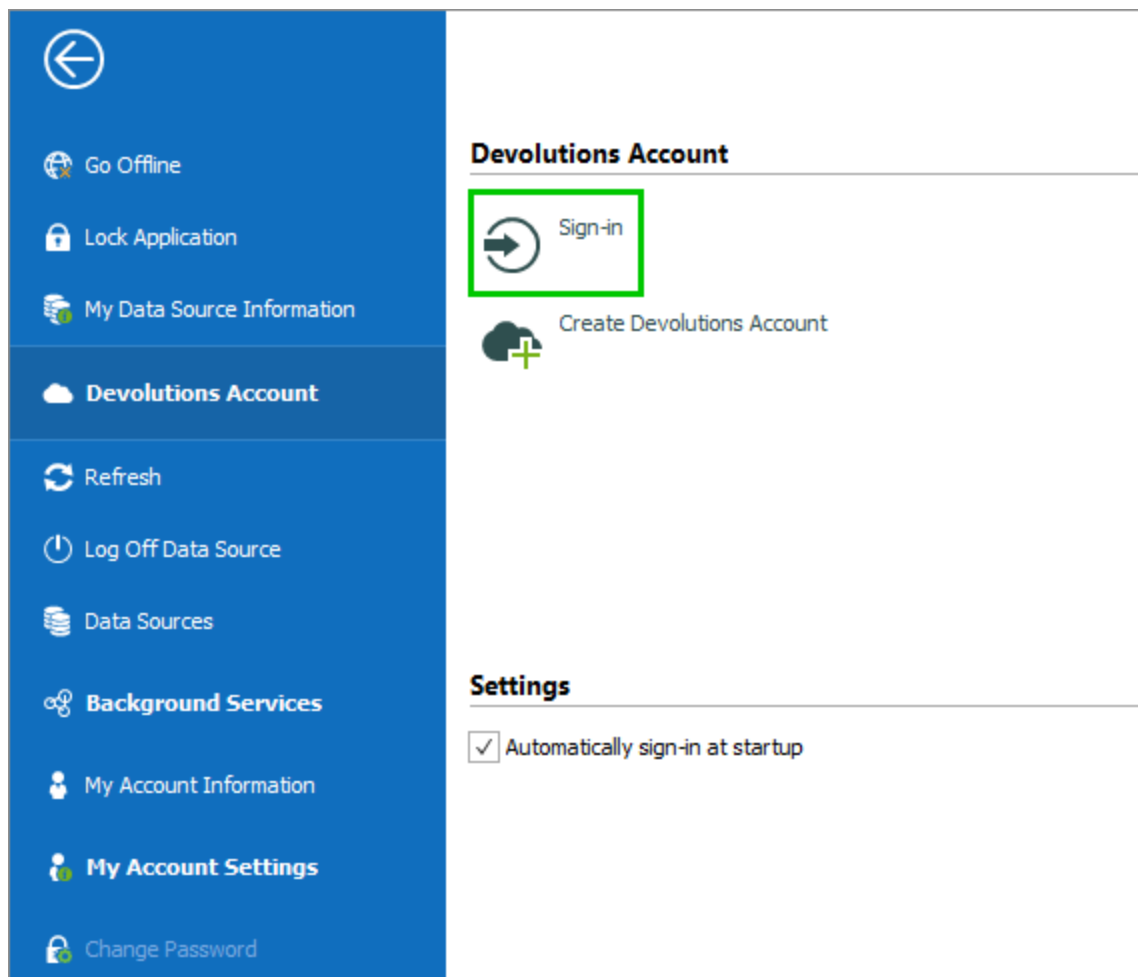 Go Offline
Lock Application
My Data Source Information
Devolutions Account
Refresh
Log Off Data Source
Data Sources
Background Services
My Account Information
My Account Settings
Change Password
Devolutions Account
Sign-in
Create Devolutions Account
Settings
Automatically sign-in at startup